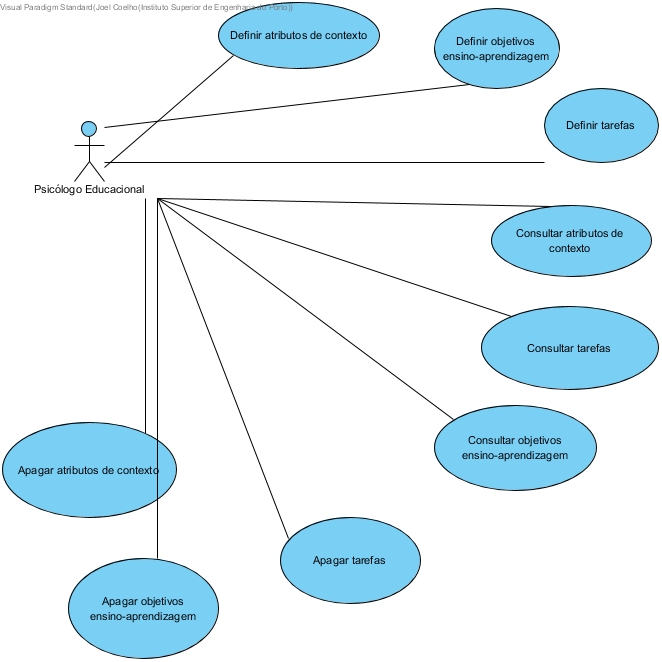 Visual Paradigm Standard(Joel Coelho(Instituto Superior de Engenharia do Porto))
Definir atributos de contexto
Definir objetivos
ensino-aprendizagem
Definir tarefas
Psicólogo Educacional
Consultar atributos de
contexto
Consultar tarefas
Consultar objetivos
ensino-aprendizagem
Apagar atributos de contexto
Apagar tarefas
Apagar objetivos
ensino-aprendizagem